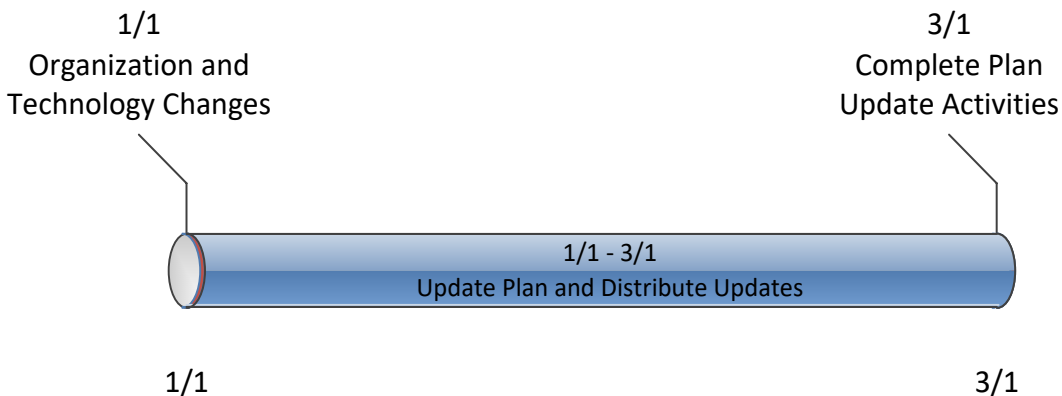 1/1
Organization and
Technology Changes
3/1
Complete Plan
Update Activities
1/1 - 3/1
Update Plan and Distribute Updates
1/1
3/1